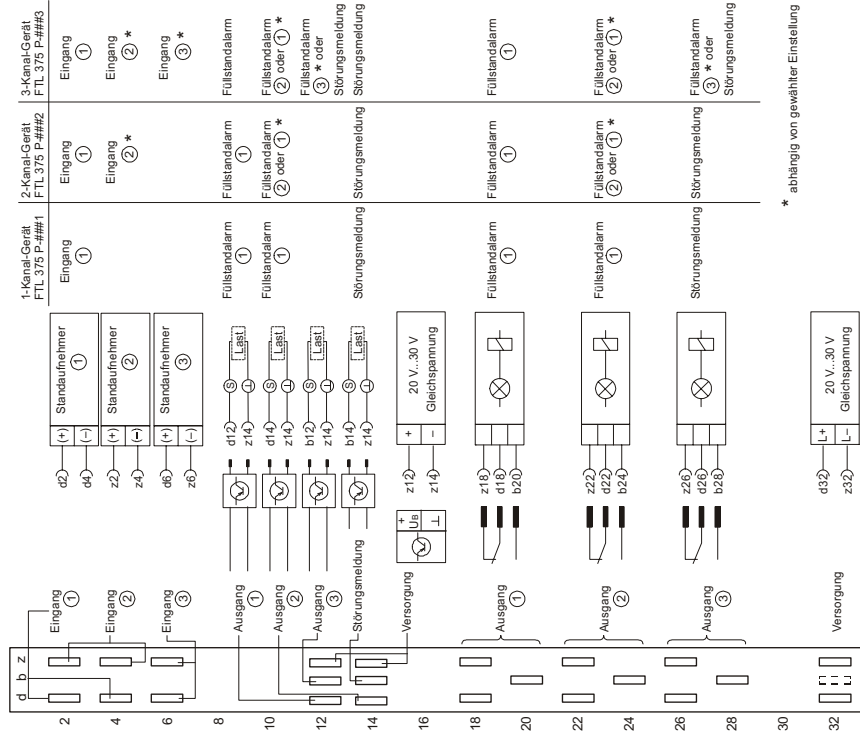 1-Kanal-Gerät
FTL 375 P-###1
2-Kanal-Gerät
FTL 375 P-###2
3-Kanal-Gerät
FTL 375 P-###3
d b z
2
Eingang ①
d2 (+)
d4 (–)
Standaufnehmer
①
Eingang
①
Eingang
①
Eingang
①
4
Eingang ②
z2 (+)
z4 (–)
Standaufnehmer
②
Eingang
② *
Eingang
② *
6
Eingang ③
d6 (+)
z6 (–)
Standaufnehmer
③
Eingang
③ *
8
10
Ausgang ①
d12 S
z14 ⊥
Last
Füllstandalarm
①
Füllstandalarm
①
Füllstandalarm
①
Ausgang ②
d14 S
z14 ⊥
Last
Füllstandalarm
①
Füllstandalarm
② oder ① *
Füllstandalarm
② oder ① *
12
Ausgang ③
b12 S
z14 ⊥
Last
Füllstandalarm
③ * oder
Störungsmeldung
14
Störungsmeldung
b14 S
z14 ⊥
Last
Störungsmeldung
Störungsmeldung
Störungsmeldung
16
Versorgung
+
UB
⊥
z12 +
z14 –
20 V...30 V
Gleichspannung
18
20
Ausgang ①
z18
d18
b20
Füllstandalarm
①
Füllstandalarm
①
Füllstandalarm
①
22
24
Ausgang ②
z22
d22
b24
Füllstandalarm
①
Füllstandalarm
② oder ① *
Füllstandalarm
② oder ① *
26
28
Ausgang ③
z26
d26
b28
Störungsmeldung
Störungsmeldung
Füllstandalarm
③ * oder
Störungsmeldung
30
32
Versorgung
d32 L+
z32 L–
20 V...30 V
Gleichspannung
* abhängig von gewählter Einstellung